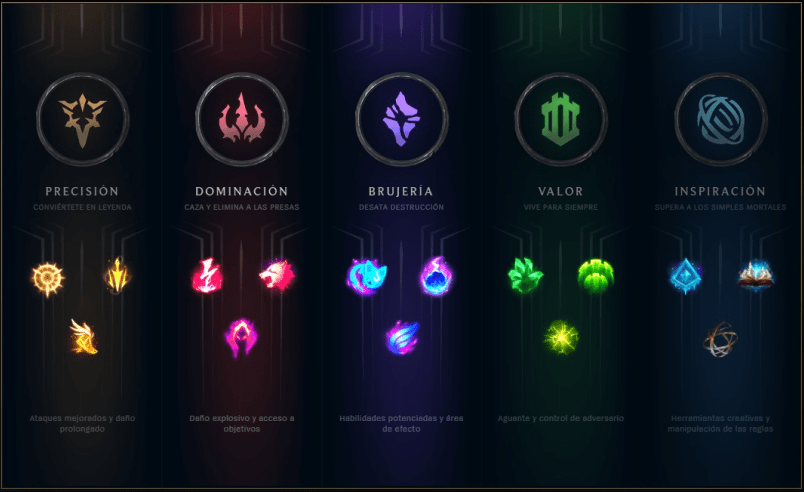 PRECISIÓN
CONVIÉRTETE EN LEYENDA
Ataques mejorados y daño
prolongado
DOMINACIÓN
CAZA Y ELIMINA A LAS PRESAS
Daño explosivo y acceso a
objetivos
BRUJERÍA
DESATA DESTRUCCIÓN
Habilidades potenciadas y área
de efecto
VALOR
VIVE PARA SIEMPRE
Aguante y control de adversario
INSPIRACIÓN
SUPERA A LOS SIMPLES MORTALES
Herramientas creativas y
manipulación de las reglas